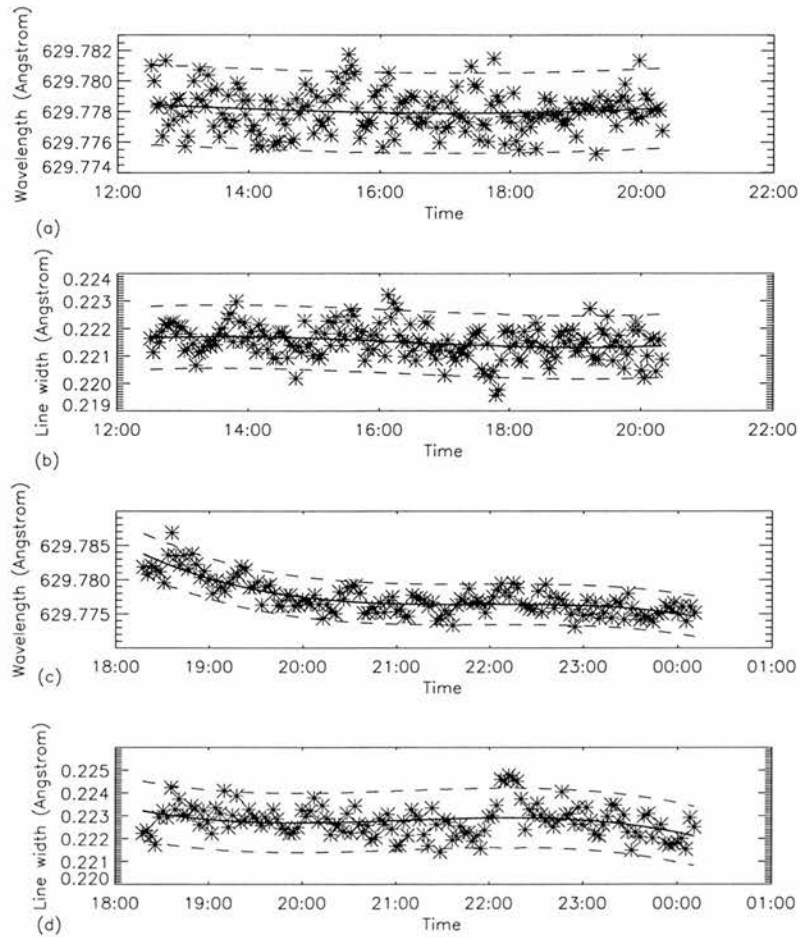 Wavelength (Angstrom)
629.782
629.780
629.778
629.776
629.774
12:00 14:00 16:00 18:00 20:00 22:00
Time
(a)
Line width (Angstrom)
0.224
0.223
0.222
0.221
0.220
0.219
12:00 14:00 16:00 18:00 20:00 22:00
Time
(b)
Wavelength (Angstrom)
629.785
629.780
629.775
18:00 19:00 20:00 21:00 22:00 23:00 00:00 01:00
Time
(c)
Line width (Angstrom)
0.225
0.224
0.223
0.222
0.221
0.220
18:00 19:00 20:00 21:00 22:00 23:00 00:00 01:00
Time
(d)